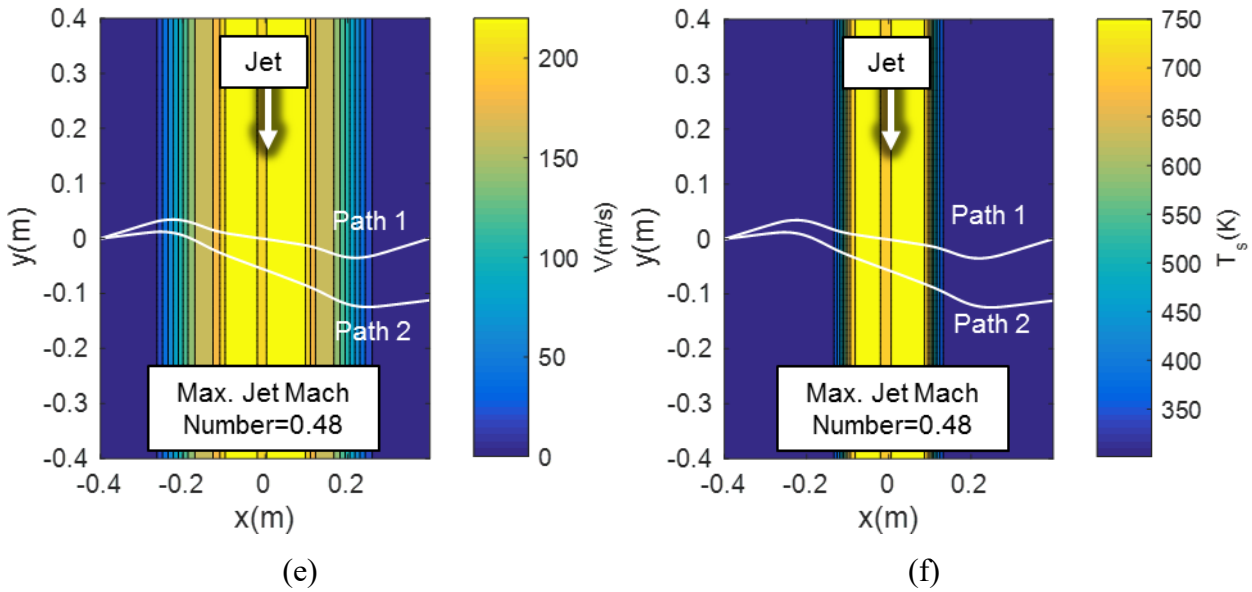 0.4
0.3
0.2
0.1
0
-0.1
-0.2
-0.3
-0.4
y(m)
Jet
Path 1
Path 2
Max. Jet Mach
Number=0.48
-0.4
-0.2
0
0.2
x(m)
200
150
100
50
0
V(m/s)
(e)
0.4
0.3
0.2
0.1
0
-0.1
-0.2
-0.3
-0.4
y(m)
Jet
Path 1
Path 2
Max. Jet Mach
Number=0.48
-0.4
-0.2
0
0.2
x(m)
750
700
650
600
550
500
450
400
350
T_s(K)
(f)